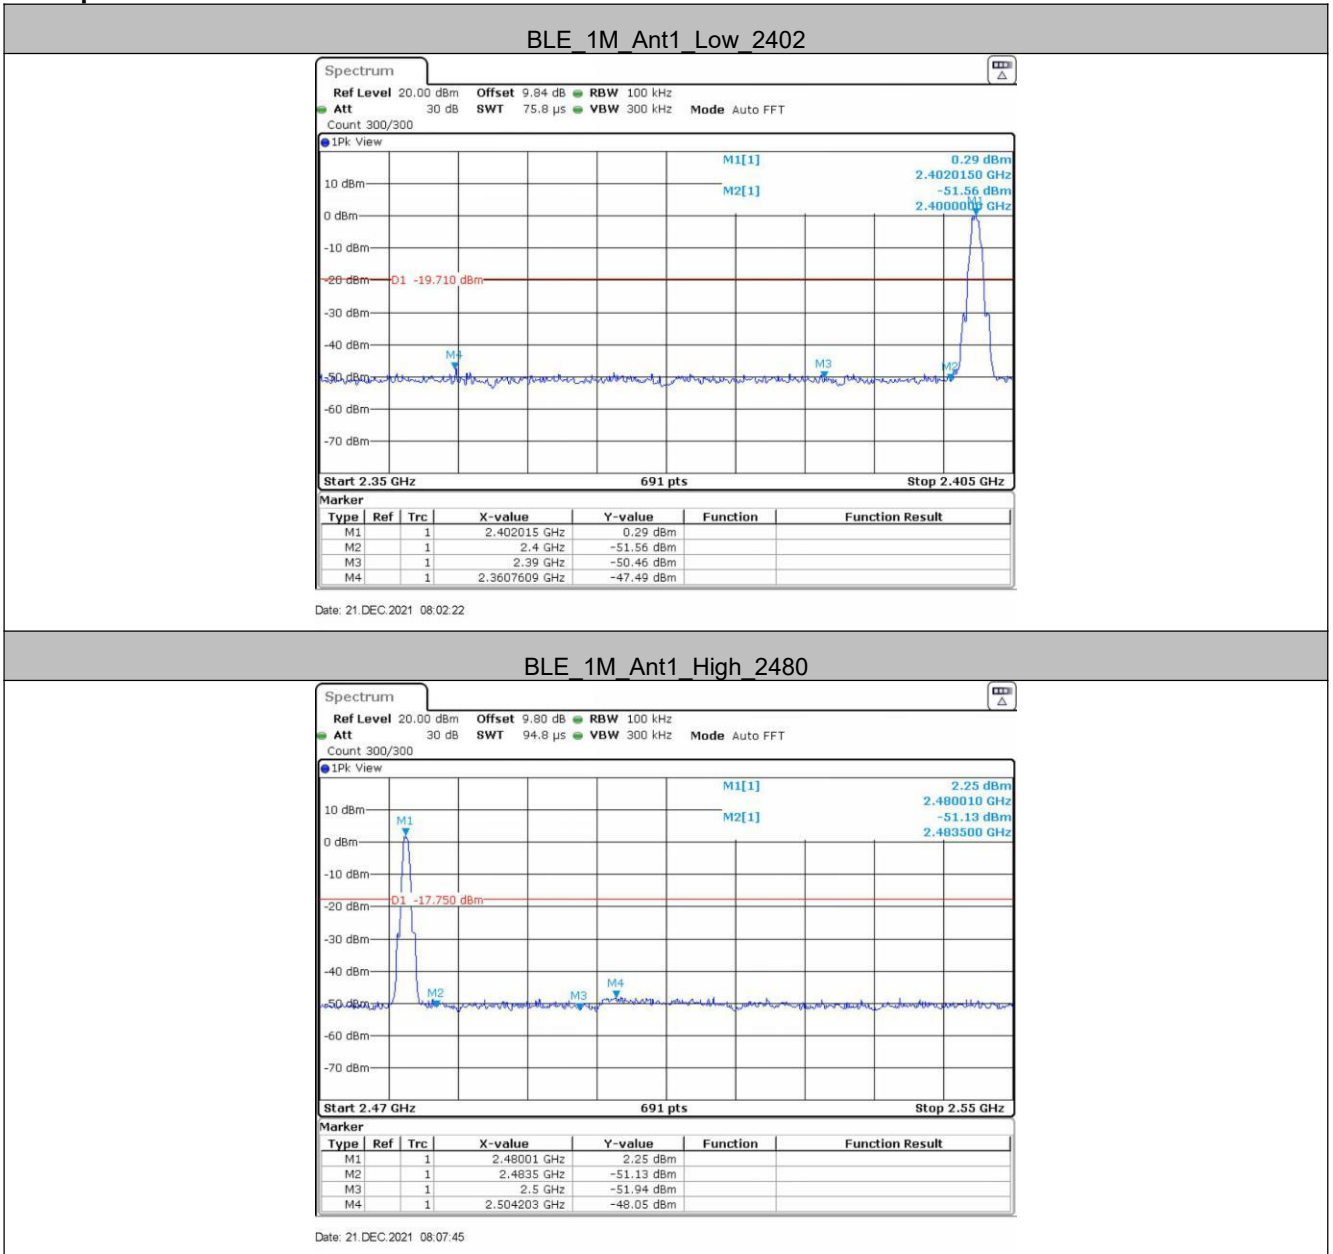 BLE_1M_Ant1_Low_2402
Spectrum
Ref Level 20.00 dBm Offset 9.84 dB RBW 100 kHz
Att 30 dB SWT 75.8 µs VBW 300 kHz Mode Auto FFT
Count 300/300
1Pk View
M1[1] 0.29 dBm
2.4020150 GHz
10 dBm
M2[1] -51.56 dBm
2.4000000 GHz
M1
0 dBm
-10 dBm
-20 dBm
D1 -19.710 dBm
-30 dBm
-40 dBm
M4 M3 M2
-50 dBm
-60 dBm
-70 dBm
Start 2.35 GHz 691 pts Stop 2.405 GHz
Marker
Type Ref Trc X-value Y-value Function Function Result
M1 1 2.402015 GHz 0.29 dBm
M2 1 2.4 GHz -51.56 dBm
M3 1 2.39 GHz -50.46 dBm
M4 1 2.3607609 GHz -47.49 dBm
Date: 21.DEC.2021 08:02:22
BLE_1M_Ant1_High_2480
Spectrum
Ref Level 20.00 dBm Offset 9.80 dB RBW 100 kHz
Att 30 dB SWT 94.8 µs VBW 300 kHz Mode Auto FFT
Count 300/300
1Pk View
M1[1] 2.25 dBm
2.480010 GHz
10 dBm
M2[1] -51.13 dBm
M1
2.483500 GHz
0 dBm
-10 dBm
D1 -17.750 dBm
-20 dBm
-30 dBm
-40 dBm
M2 M3 M4
-50 dBm
-60 dBm
-70 dBm
Start 2.47 GHz 691 pts Stop 2.55 GHz
Marker
Type Ref Trc X-value Y-value Function Function Result
M1 1 2.48001 GHz 2.25 dBm
M2 1 2.4835 GHz -51.13 dBm
M3 1 2.5 GHz -51.94 dBm
M4 1 2.504203 GHz -48.05 dBm
Date: 21.DEC.2021 08:07:45